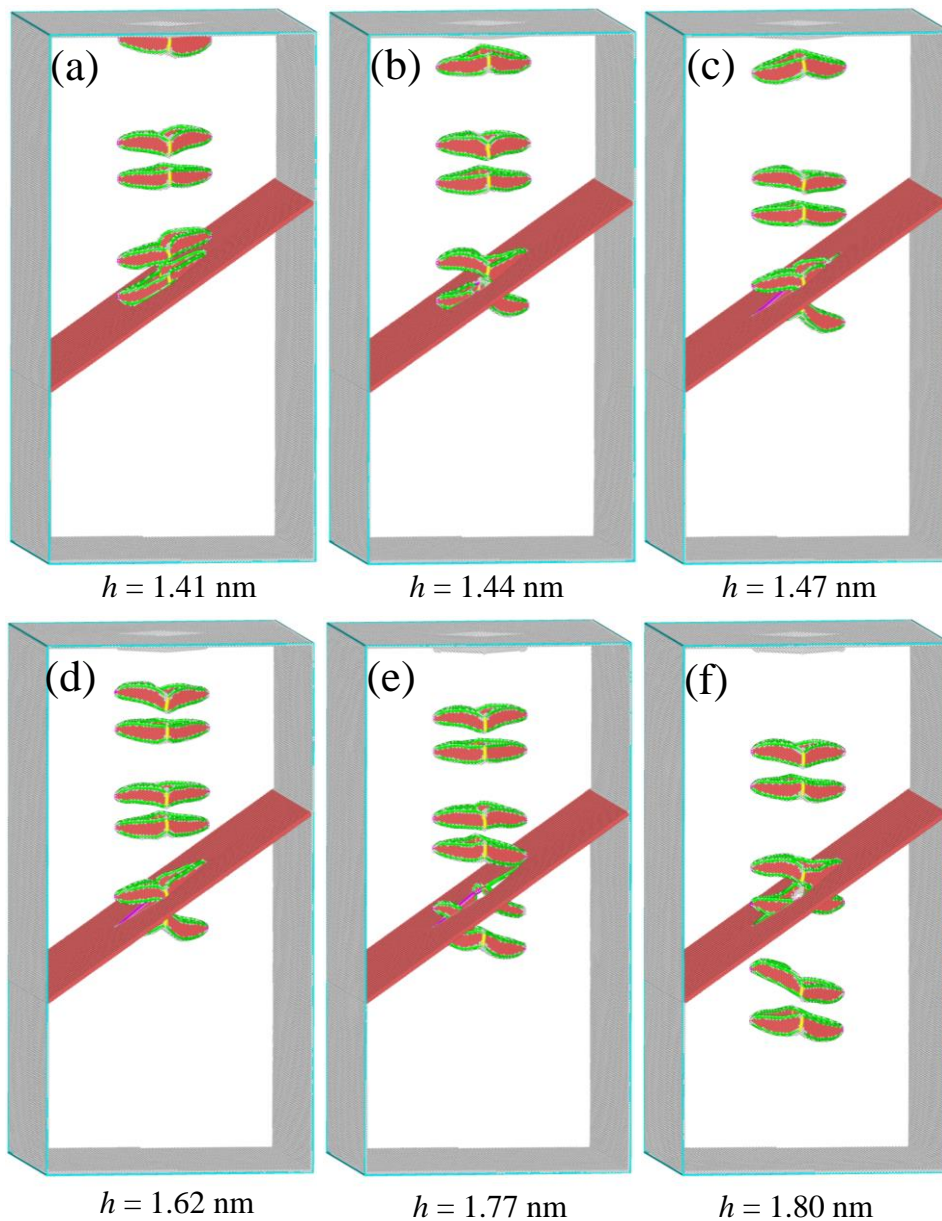 (a) (b) (c)
h = 1.41 nm h = 1.44 nm h = 1.47 nm
(d) (e) (f)
h = 1.62 nm h = 1.77 nm h = 1.80 nm